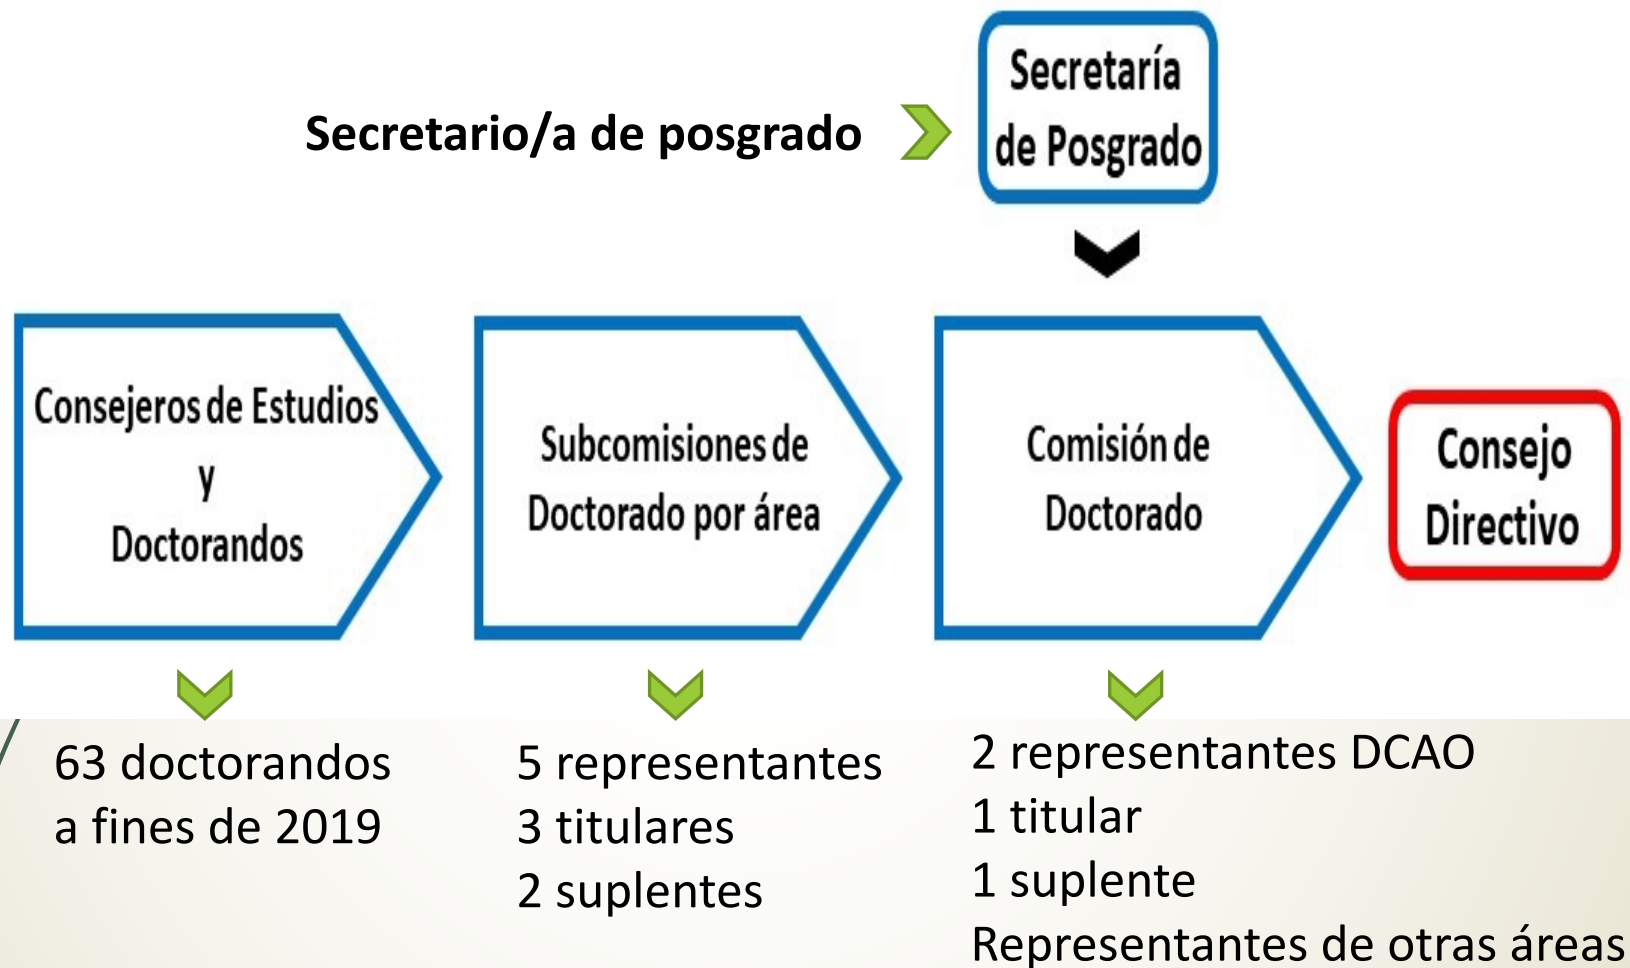 Secretario/a de posgrado
Secretaría
de Posgrado
Consejeros de Estudios
y
Doctorandos
Subcomisiones de
Doctorado por área
Comisión de
Doctorado
Consejo
Directivo
63 doctorandos
a fines de 2019
5 representantes
3 titulares
2 suplentes
2 representantes DCAO
1 titular
1 suplente
Representantes de otras áreas